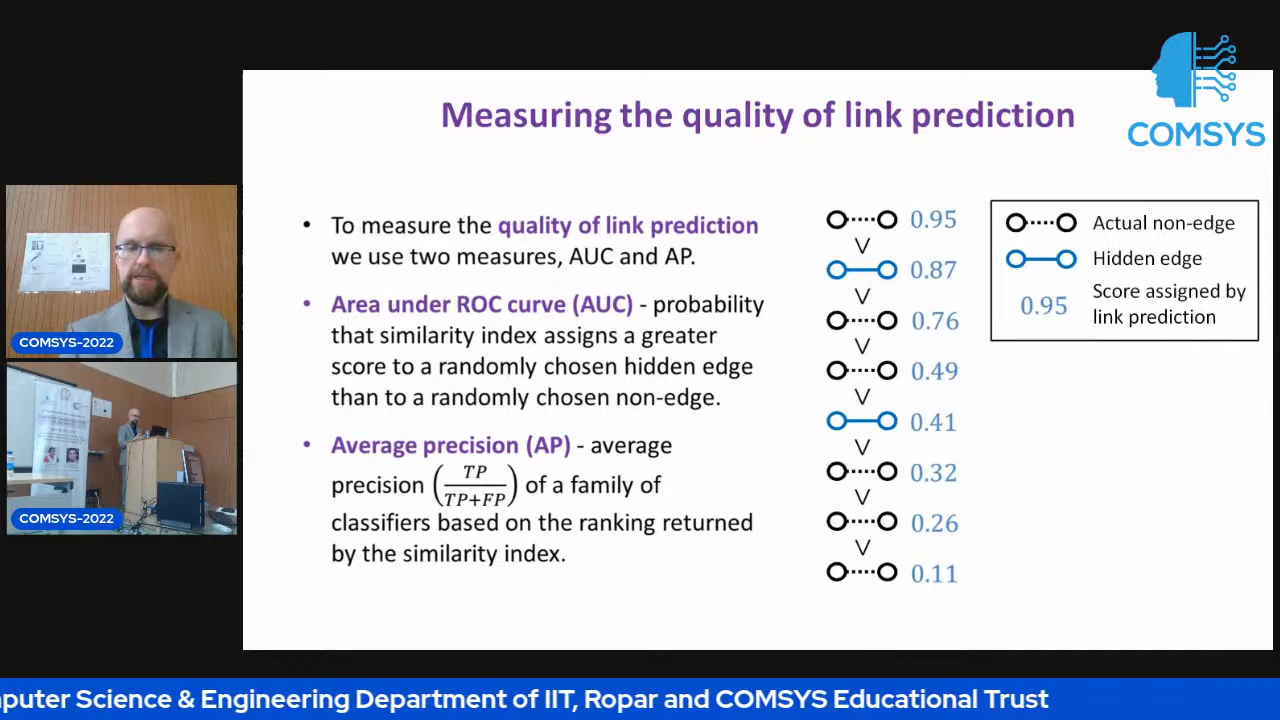 COMSYS
Measuring the quality of link prediction
• To measure the quality of link prediction
we use two measures, AUC and AP.
• Area under ROC curve (AUC) - probability
that similarity index assigns a greater
score to a randomly chosen hidden edge
than to a randomly chosen non-edge.
• Average precision (AP) - average
precision (TP/(TP+FP)) of a family of
classifiers based on the ranking returned
by the similarity index.
0.95
∨
0.87
∨
0.76
∨
0.49
∨
0.41
∨
0.32
∨
0.26
∨
0.11
Actual non-edge
Hidden edge
0.95 Score assigned by
link prediction
COMSYS-2022
COMSYS-2022
puter Science & Engineering Department of IIT, Ropar and COMSYS Educational Trust